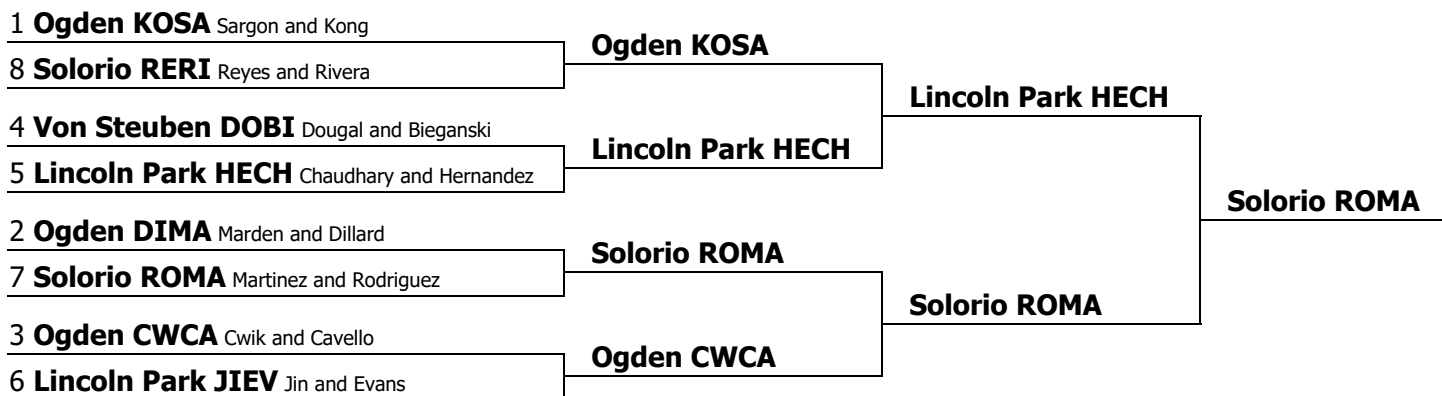 1 Ogden KOSA Sargon and Kong
8 Solorio RERI Reyes and Rivera
4 Von Steuben DOBI Dougal and Bieganski
5 Lincoln Park HECH Chaudhary and Hernandez
2 Ogden DIMA Marden and Dillard
7 Solorio ROMA Martinez and Rodriguez
3 Ogden CWCA Cwik and Cavello
6 Lincoln Park JIEV Jin and Evans
Ogden KOSA
Lincoln Park HECH
Solorio ROMA
Ogden CWCA
Lincoln Park HECH
Solorio ROMA
Solorio ROMA